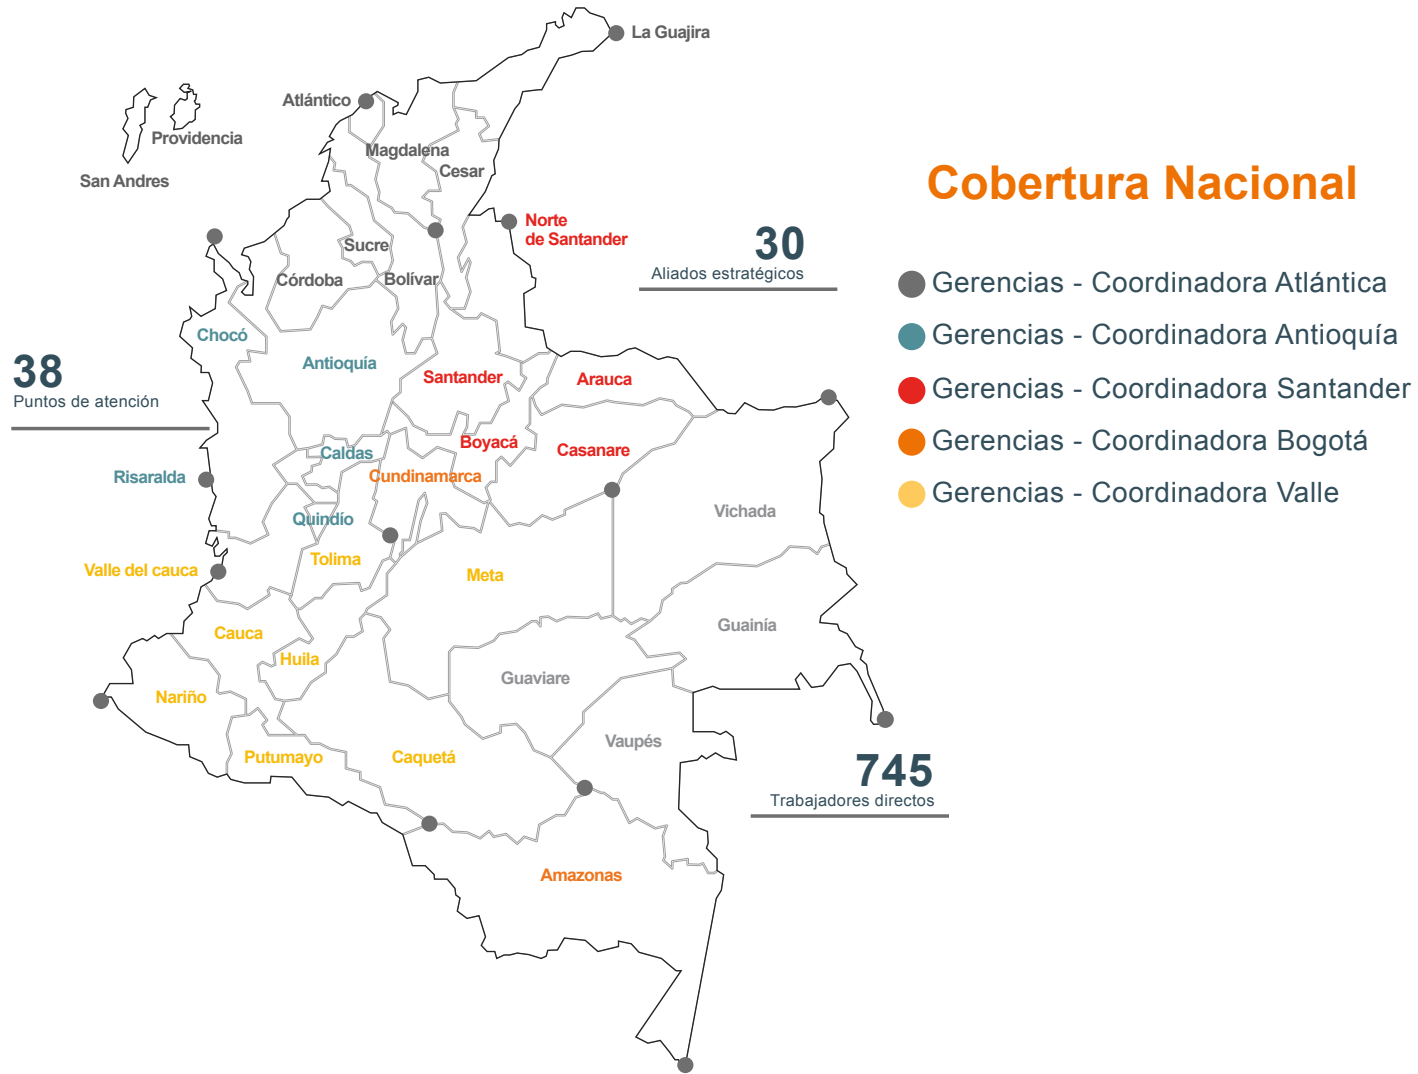 La Guajira
Atlántico
Magdalena
Cesar
Providencia
San Andres
Norte
de Santander
Sucre
Córdoba
Bolívar
Chocó
Antioquía
Santander
Arauca
Boyacá
Casanare
Caldas
Cundinamarca
Risaralda
Quindío
Vichada
Tolima
Valle del cauca
Meta
Cauca
Guainía
Huila
Guaviare
Nariño
Vaupés
Putumayo
Caquetá
Amazonas
38
Puntos de atención
30
Aliados estratégicos
745
Trabajadores directos
Cobertura Nacional
Gerencias - Coordinadora Atlántica
Gerencias - Coordinadora Antioquía
Gerencias - Coordinadora Santander
Gerencias - Coordinadora Bogotá
Gerencias - Coordinadora Valle